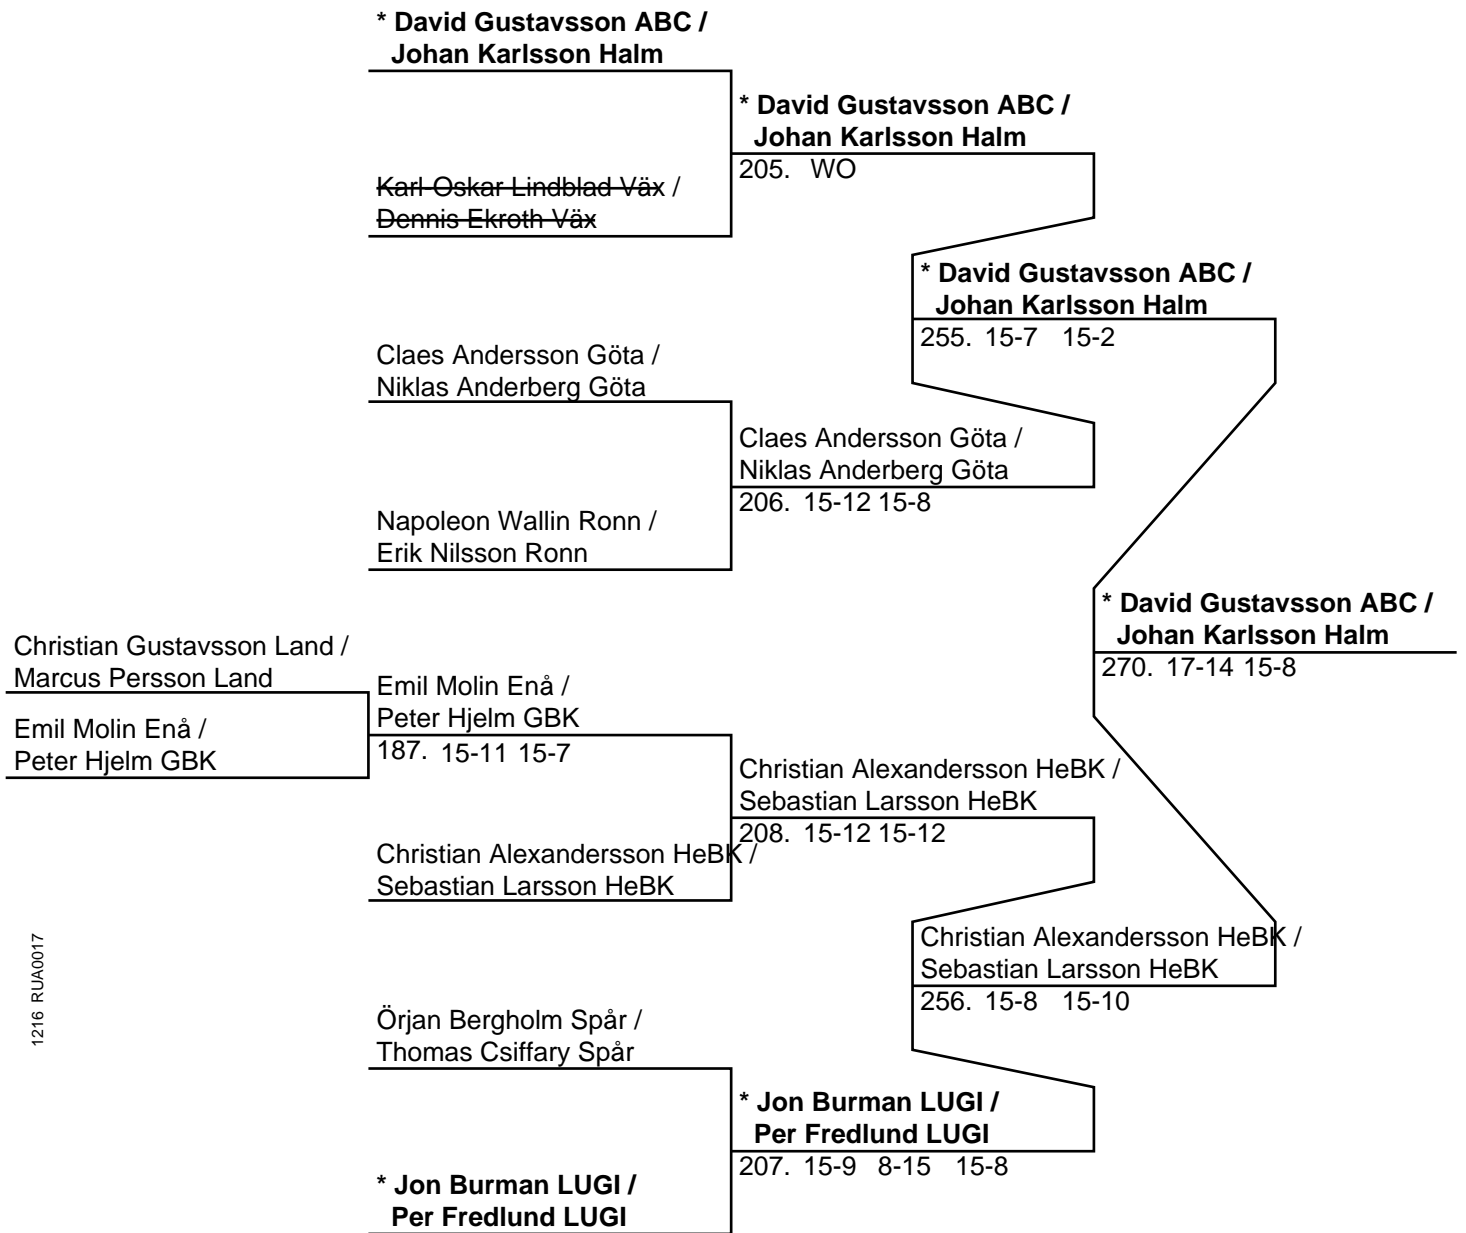 * David Gustavsson ABC /
Johan Karlsson Halm
* David Gustavsson ABC /
Johan Karlsson Halm
205. WO
Karl-Oskar Lindblad Väx /
Dennis Ekroth Väx
* David Gustavsson ABC /
Johan Karlsson Halm
255. 15-7 15-2
Claes Andersson Göta /
Niklas Anderberg Göta
Claes Andersson Göta /
Niklas Anderberg Göta
206. 15-12 15-8
Napoleon Wallin Ronn /
Erik Nilsson Ronn
* David Gustavsson ABC /
Johan Karlsson Halm
270. 17-14 15-8
Christian Gustavsson Land /
Marcus Persson Land
Emil Molin Enå /
Peter Hjelm GBK
187. 15-11 15-7
Emil Molin Enå /
Peter Hjelm GBK
Christian Alexandersson HeBK /
Sebastian Larsson HeBK
208. 15-12 15-12
Christian Alexandersson HeBK /
Sebastian Larsson HeBK
Christian Alexandersson HeBK /
Sebastian Larsson HeBK
256. 15-8 15-10
1216 RUA0017
Örjan Bergholm Spår /
Thomas Csiffary Spår
* Jon Burman LUGI /
Per Fredlund LUGI
207. 15-9 8-15 15-8
* Jon Burman LUGI /
Per Fredlund LUGI